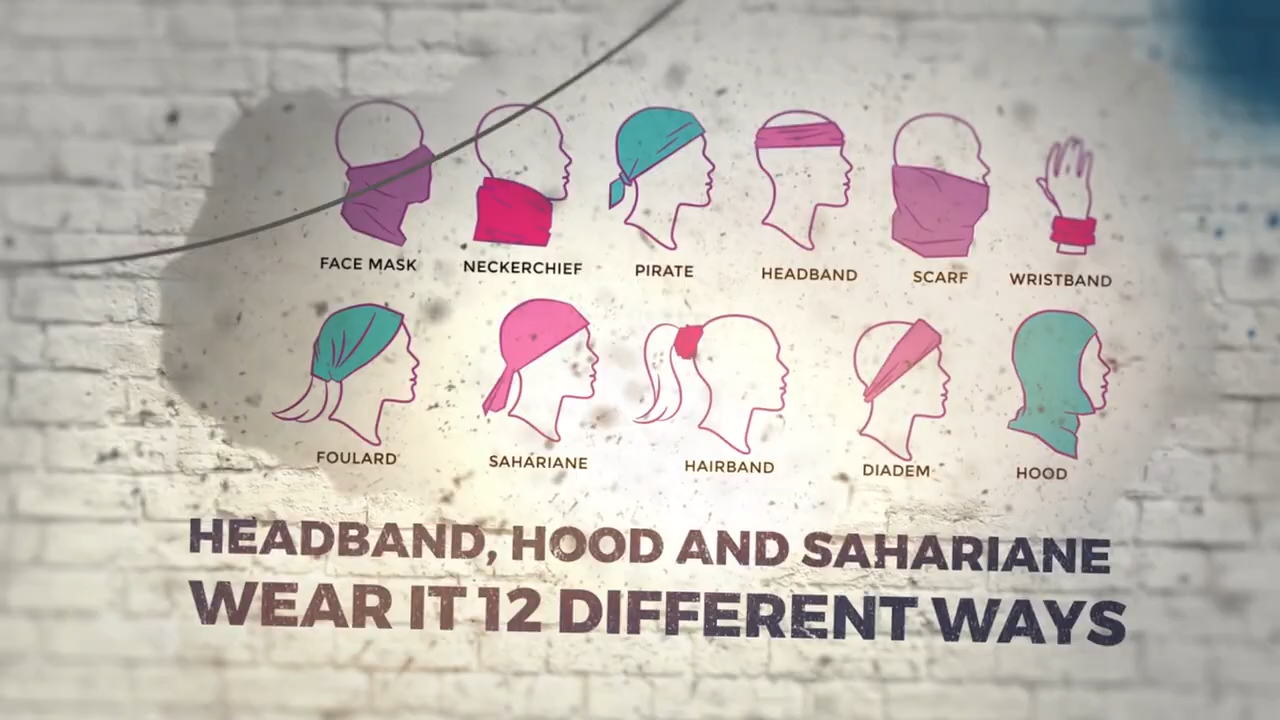 FACE MASK NECKERCHIEF PIRATE HEADBAND SCARF WRISTBAND
FOULARD SAHARIANE HAIRBAND DIADEM HOOD
HEADBAND, HOOD AND SAHARIANE
WEAR IT 12 DIFFERENT WAYS